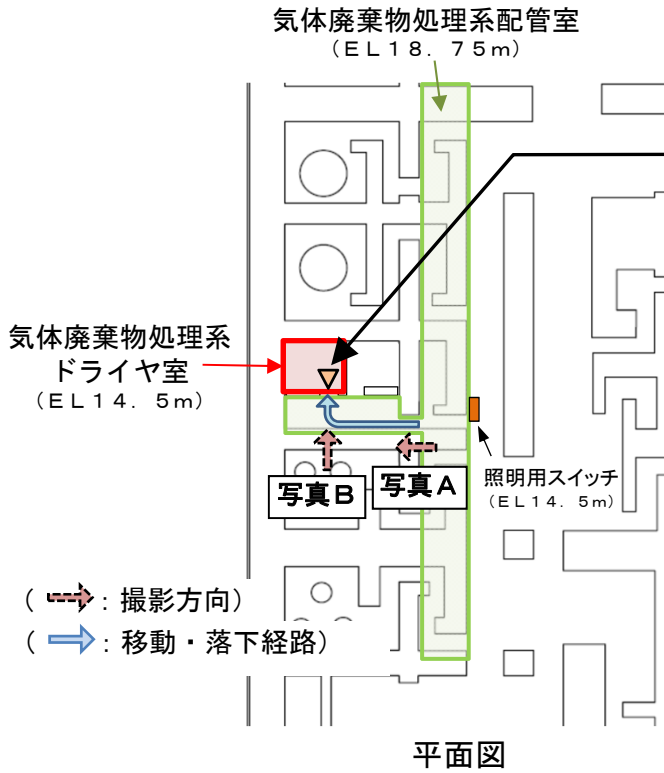 気体廃棄物処理系配管室
（ＥＬ１８．７５ｍ）
気体廃棄物処理系
ドライヤ室
（ＥＬ１４．５ｍ）
照明用スイッチ
（ＥＬ１４．５ｍ）
写真Ｂ
写真Ａ
（　：撮影方向）
（　：移動・落下経路）
平面図